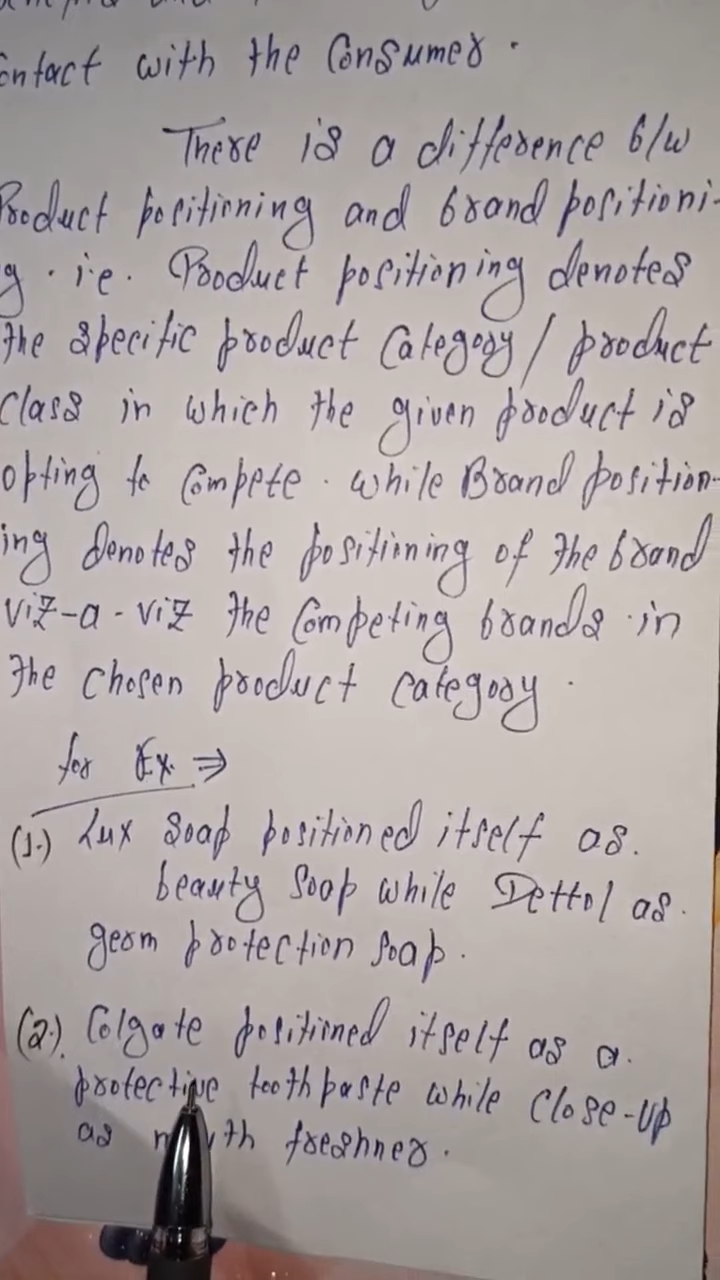 contact with the Consumer.
There is a difference b/w
Product positioning and brand positioni-
g. i.e. Product positioning denotes
the specific product Category / product
Class in which the given product is
opting to Compete. while Brand position-
ing denotes the positioning of the brand
viz-a-viz the Competing brands in
the chosen product category.
for Ex. ⇒
(1.) Lux Soap positioned itself as.
beauty Soap while Dettol as.
germ protection soap.
(2.). Colgate positioned itself as a.
protective toothpaste while Close-up
as mouth freshner.